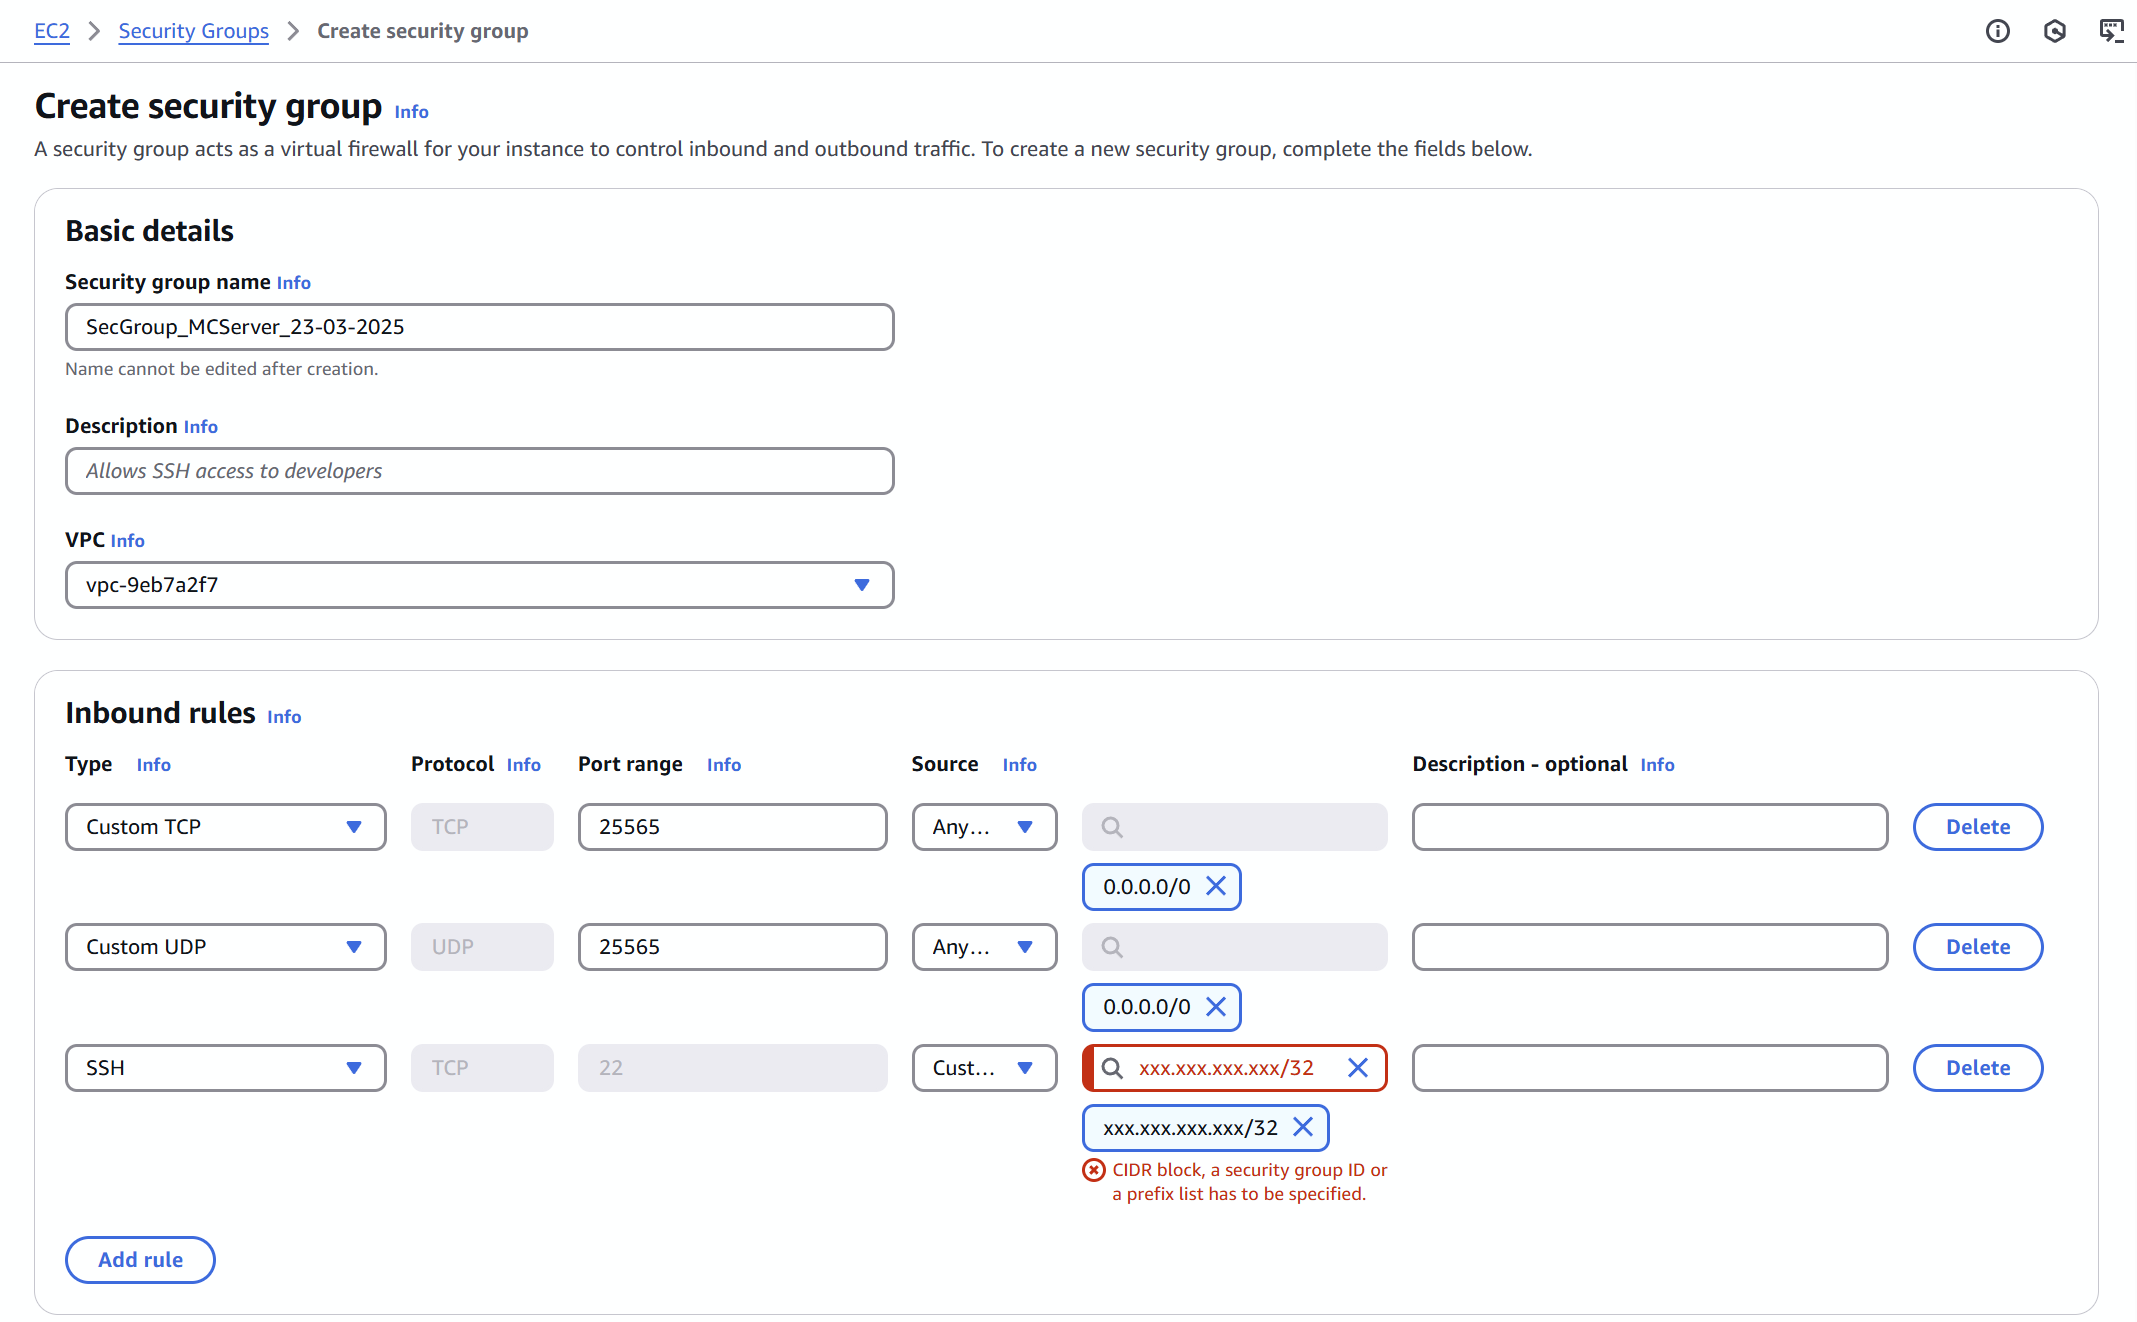 EC2 Security Groups Create security group
Create security group Info
A security group acts as a virtual firewall for your instance to control inbound and outbound traffic. To create a new security group, complete the fields below.
Basic details
Security group name Info
SecGroup_MCServer_23-03-2025
Name cannot be edited after creation.
Description Info
Allows SSH access to developers
VPC Info
vpc-9eb7a2f7
Inbound rules Info
Type Info Protocol Info Port range Info Source Info Description - optional Info
Custom TCP TCP 25565 Any... Delete
0.0.0.0/0
Custom UDP UDP 25565 Any... Delete
0.0.0.0/0
SSH TCP 22 Cust... xxx.xxx.xxx.xxx/32 Delete
xxx.xxx.xxx.xxx/32
CIDR block, a security group ID or
a prefix list has to be specified.
Add rule